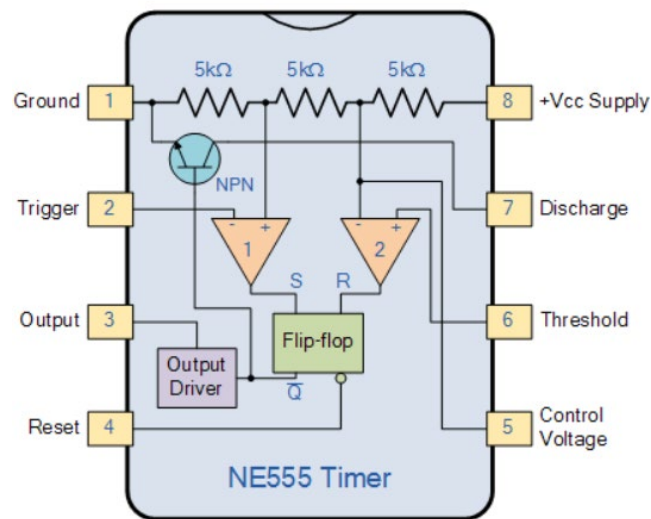 5kΩ 5kΩ 5kΩ
Ground 1
8 +Vcc Supply
NPN
Trigger 2
7 Discharge
- +
- +
1
2
S R
Output 3
6 Threshold
Flip-flop
Output
Driver
Q̅
Reset 4
5 Control
Voltage
NE555 Timer